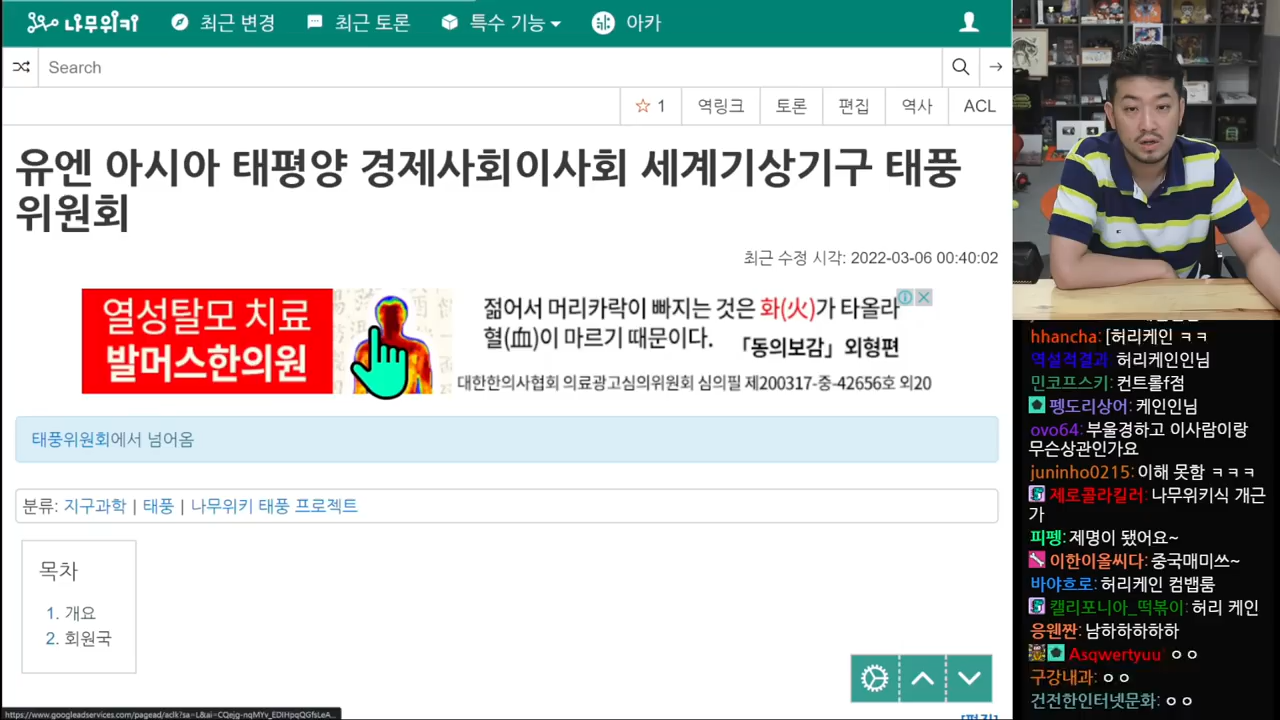 나무위키 최근 변경 최근 토론 특수 기능 아카
Search
1 역링크 토론 편집 역사 ACL
유엔 아시아 태평양 경제사회이사회 세계기상기구 태풍
위원회
최근 수정 시각: 2022-03-06 00:40:02
열성탈모 치료
발머스한의원
젊어서 머리카락이 빠지는 것은 화(火)가 타올라
혈(血)이 마르기 때문이다. 「동의보감」 외형편
대한한의사협회 의료광고심의위원회 심의필 제200317-중-42656호 외20
태풍위원회에서 넘어옴
분류: 지구과학 | 태풍 | 나무위키 태풍 프로젝트
목차
1. 개요
2. 회원국
[편집]
hhancha: [허리케인 ㅋㅋ
역설적결과 허리케인인님
민코프스키: 컨트롤f점
펭도리상어: 케인인님
ovo64: 부울경하고 이사람이랑
무슨상관인가요
juninho0215: 이해 못함 ㅋㅋㅋ
제로콜라킬러: 나무위키식 개근
가
피펭: 제명이 됐어요~
이한이올씨다: 중국매미쓰~
바야흐로: 허리케인 컴뱁룸
캘리포니아_떡볶이: 허리 케인
응웬짠: 남하하하하하
Asqwertyuu ㅇㅇ
구강내과: ㅇㅇ
건전한인터넷문화: ㅇㅇ